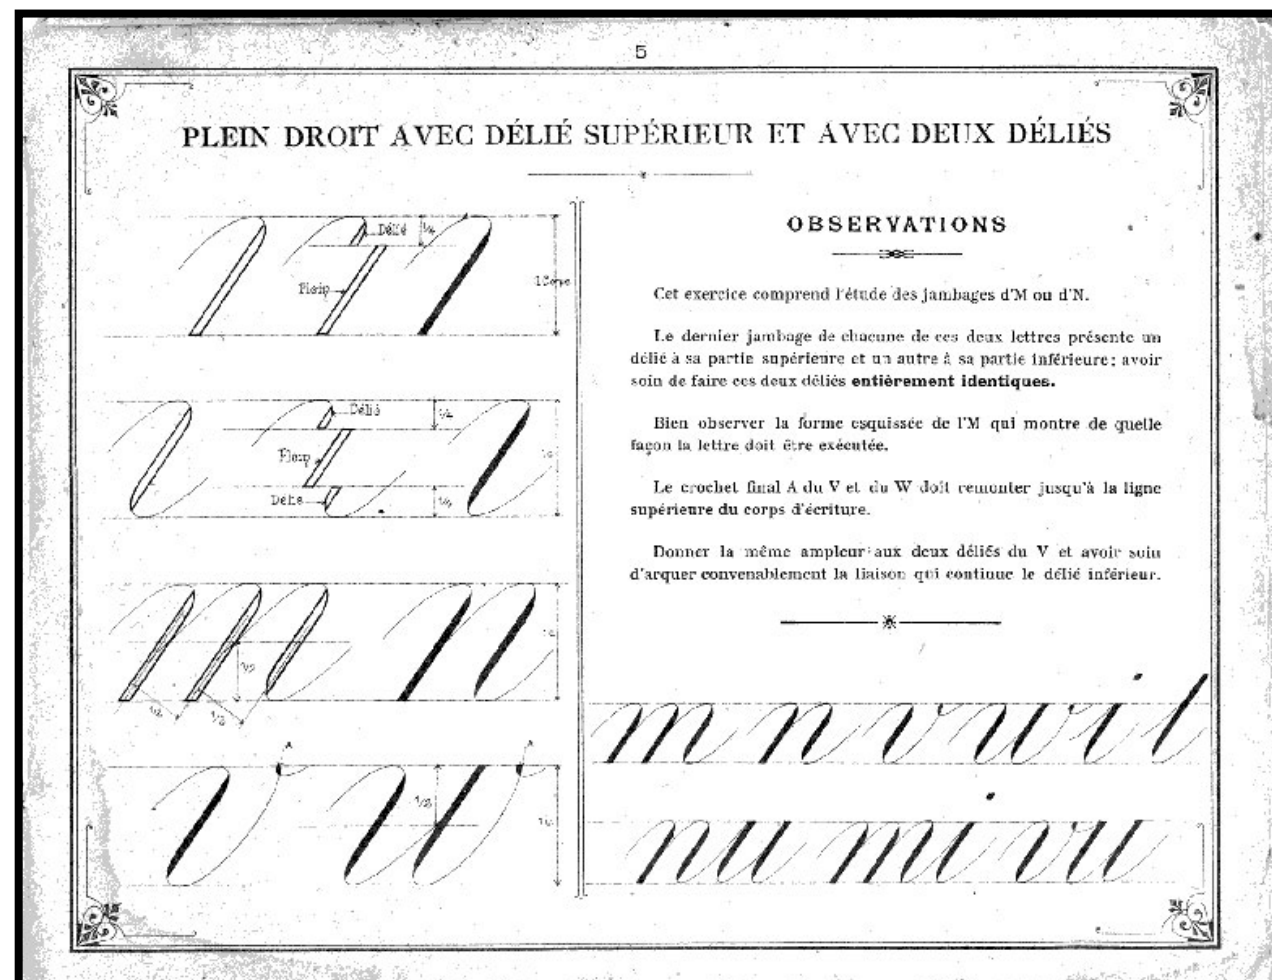 5
PLEIN DROIT AVEC DÉLIÉ SUPÉRIEUR ET AVEC DEUX DÉLIÉS
Délié
1/4
Plein
1 Corps
Délié
1/4
Plein
Délié
1/4
1 c.
1/2
1/2
1/2
1 c.
A
A
1/2
1 c.
OBSERVATIONS
Cet exercice comprend l'étude des jambages d'M ou d'N.
Le dernier jambage de chacune de ces deux lettres présente un
délié à sa partie supérieure et un autre à sa partie inférieure; avoir
soin de faire ces deux déliés entièrement identiques.
Bien observer la forme esquissée de l'M qui montre de quelle
façon la lettre doit être exécutée.
Le crochet final A du V et du W doit remonter jusqu'à la ligne
supérieure du corps d'écriture.
Donner la même ampleur aux deux déliés du V et avoir soin
d'arquer convenablement la liaison qui continue le délié inférieur.
m n
v w
m n v w i t
nu mi vu